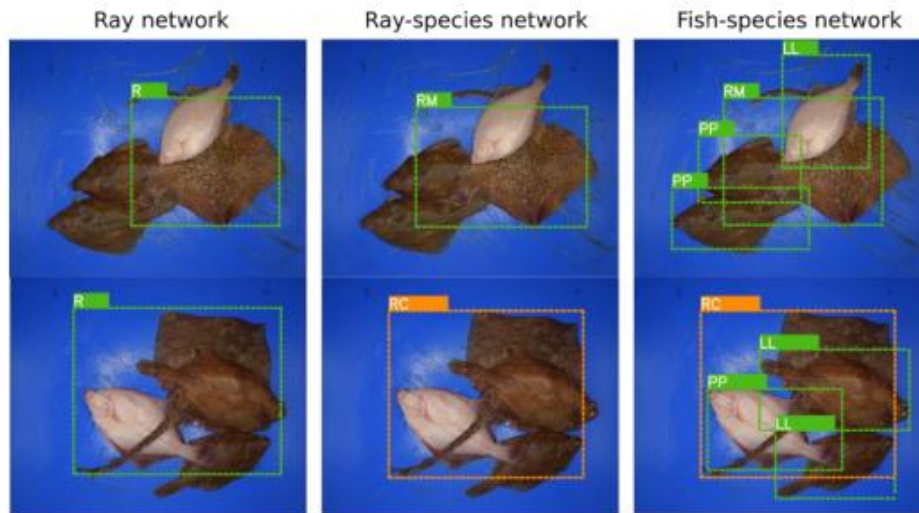 Ray network
Ray-species network
Fish-species network
R
RM
LL
RM
PP
PP
R
RC
RC
LL
PP
LL